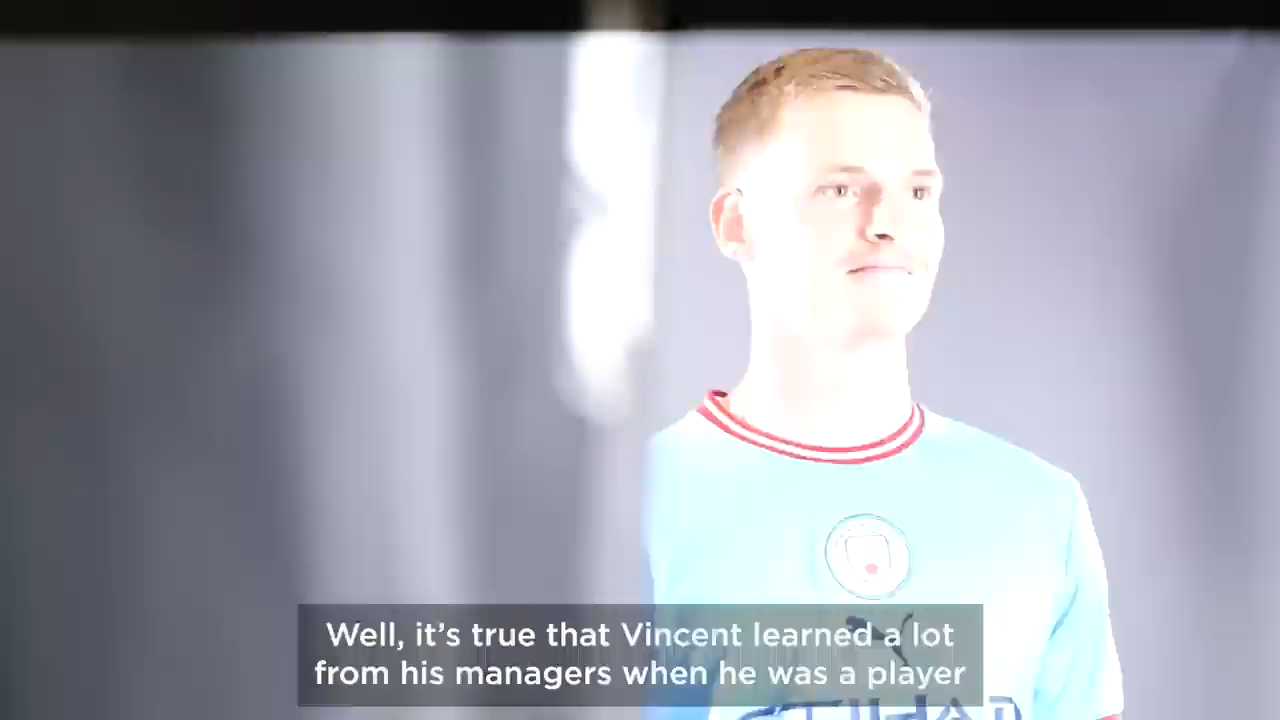 Well, it's true that Vincent learned a lot
from his managers when he was a player